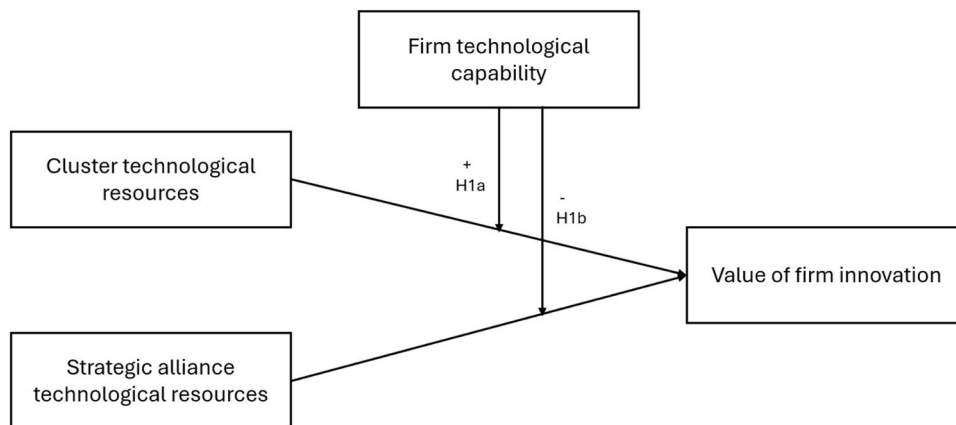 Firm technological
capability
Cluster technological
resources
+
H1a
-
H1b
Value of firm innovation
Strategic alliance
technological resources